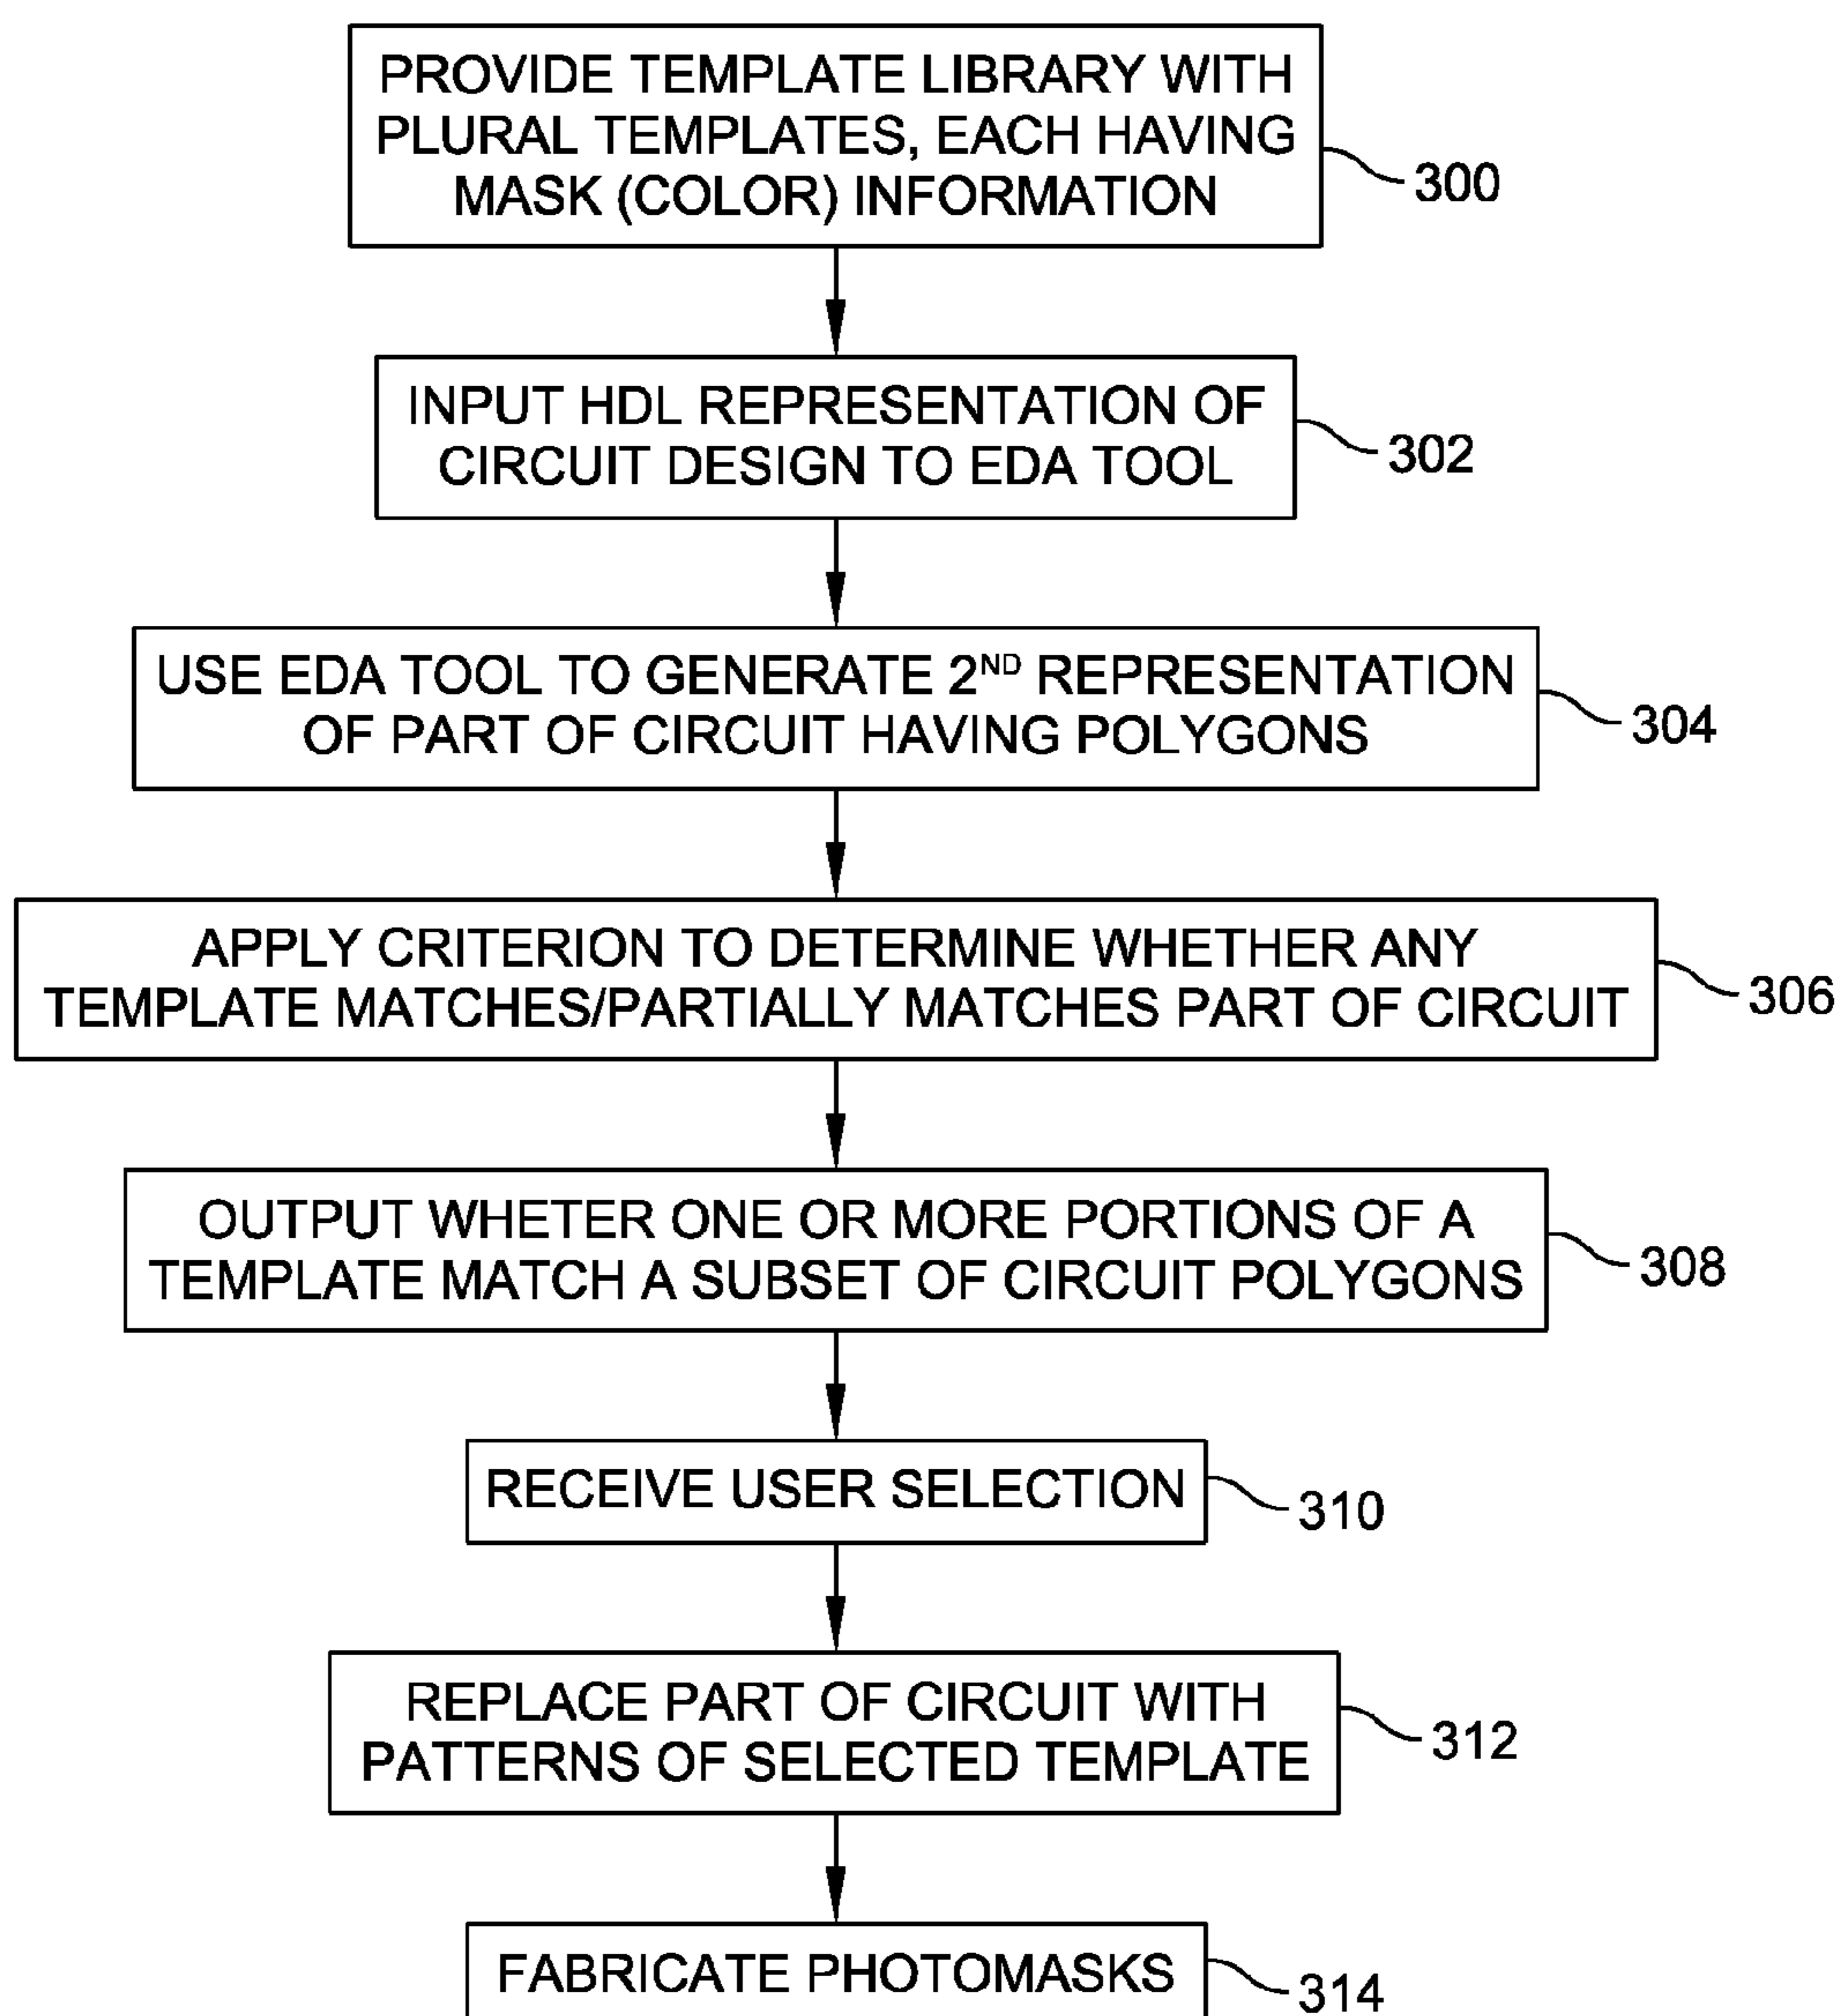 PROVIDE TEMPLATE LIBRARY WITH
PLURAL TEMPLATES, EACH HAVING
MASK (COLOR) INFORMATION
300
INPUT HDL REPRESENTATION OF
CIRCUIT DESIGN TO EDA TOOL
302
USE EDA TOOL TO GENERATE 2ND REPRESENTATION
OF PART OF CIRCUIT HAVING POLYGONS
304
APPLY CRITERION TO DETERMINE WHETHER ANY
TEMPLATE MATCHES/PARTIALLY MATCHES PART OF CIRCUIT
306
OUTPUT WHETER ONE OR MORE PORTIONS OF A
TEMPLATE MATCH A SUBSET OF CIRCUIT POLYGONS
308
RECEIVE USER SELECTION
310
REPLACE PART OF CIRCUIT WITH
PATTERNS OF SELECTED TEMPLATE
312
FABRICATE PHOTOMASKS
314